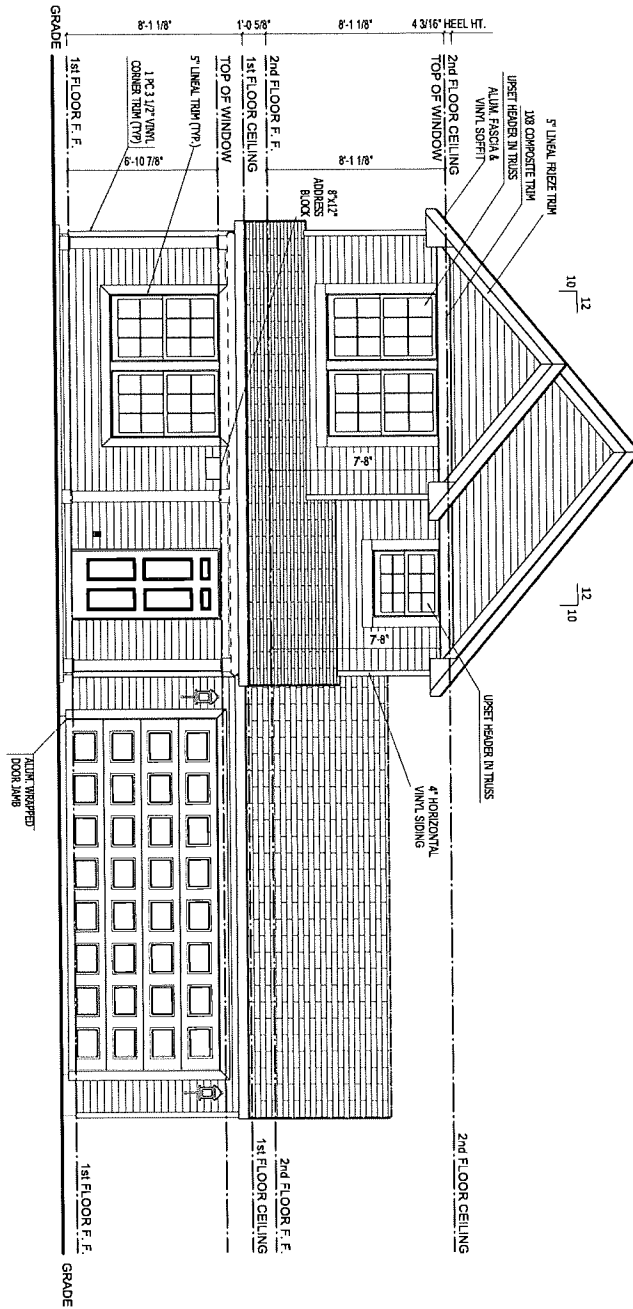 5" LINEAL FRIEZE TRIM
1X8 COMPOSITE TRIM
UPSET HEADER IN TRUSS
ALUM. FASCIA &
VINYL SOFFIT
10
12
12
10
UPSET HEADER IN TRUSS
4 3/16" HEEL HT.
2nd FLOOR CEILING
TOP OF WINDOW
2nd FLOOR CEILING
8'-1 1/8"
8'-1 1/8"
7'-8"
7'-8"
4" HORIZONTAL
VINYL SIDING
8"x12"
ADDRESS
BLOCK
2nd FLOOR F. F.
2nd FLOOR F. F.
1'-0 5/8"
1st FLOOR CEILING
1st FLOOR CEILING
TOP OF WINDOW
8'-1 1/8"
6'-10 7/8"
5" LINEAL TRIM (TYP.)
1 PC 3 1/2" VINYL
CORNER TRIM (TYP)
1st FLOOR F. F.
1st FLOOR F. F.
GRADE
GRADE
ALUM. WRAPPED
DOOR JAMB